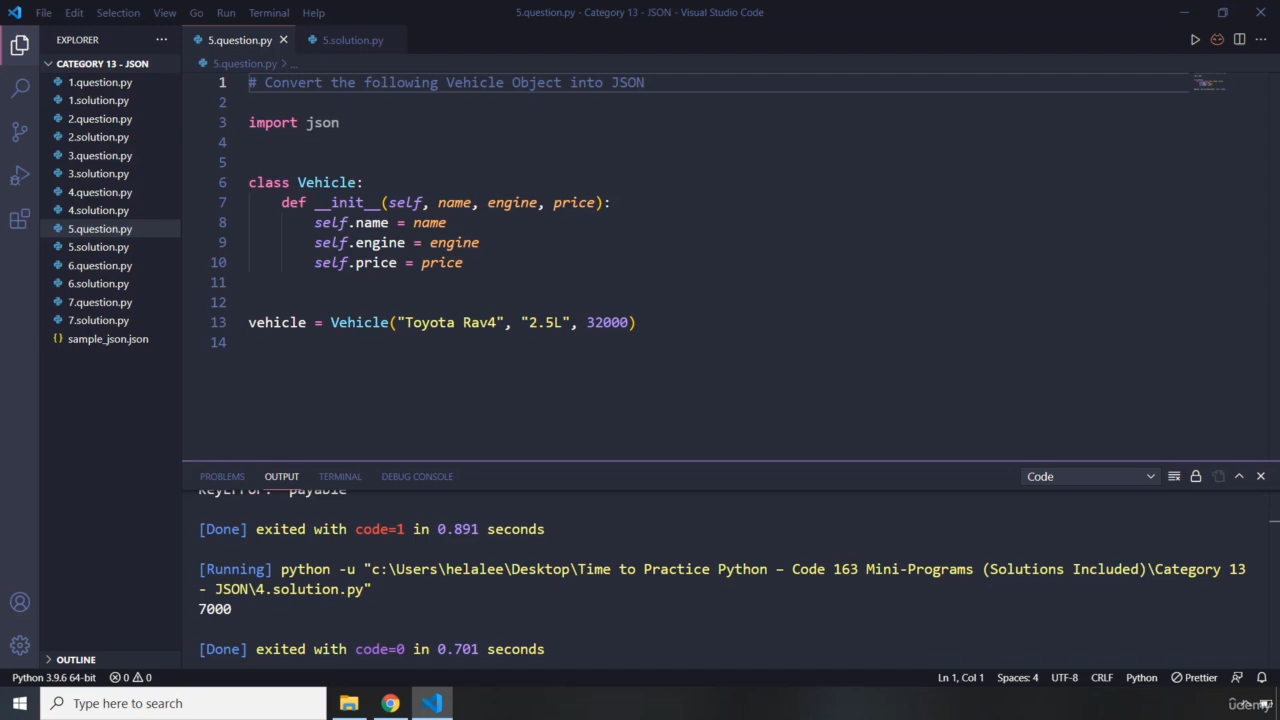 File Edit Selection View Go Run Terminal Help
5.question.py - Category 13 - JSON - Visual Studio Code
EXPLORER
5.question.py
5.solution.py
CATEGORY 13 - JSON
5.question.py > ...
1.question.py
1.solution.py
2.question.py
2.solution.py
3.question.py
3.solution.py
4.question.py
4.solution.py
5.question.py
5.solution.py
6.question.py
6.solution.py
7.question.py
7.solution.py
{} sample_json.json
1 # Convert the following Vehicle Object into JSON
2
3 import json
4
5
6 class Vehicle:
7 def __init__(self, name, engine, price):
8 self.name = name
9 self.engine = engine
10 self.price = price
11
12
13 vehicle = Vehicle("Toyota Rav4", "2.5L", 32000)
14
PROBLEMS OUTPUT TERMINAL DEBUG CONSOLE
Code
KeyError: 'payable'
[Done] exited with code=1 in 0.891 seconds
[Running] python -u "c:\Users\helalee\Desktop\Time to Practice Python – Code 163 Mini-Programs (Solutions Included)\Category 13
- JSON\4.solution.py"
7000
[Done] exited with code=0 in 0.701 seconds
OUTLINE
Python 3.9.6 64-bit 0 0
Ln 1, Col 1 Spaces: 4 UTF-8 CRLF Python Prettier
Type here to search
udemy